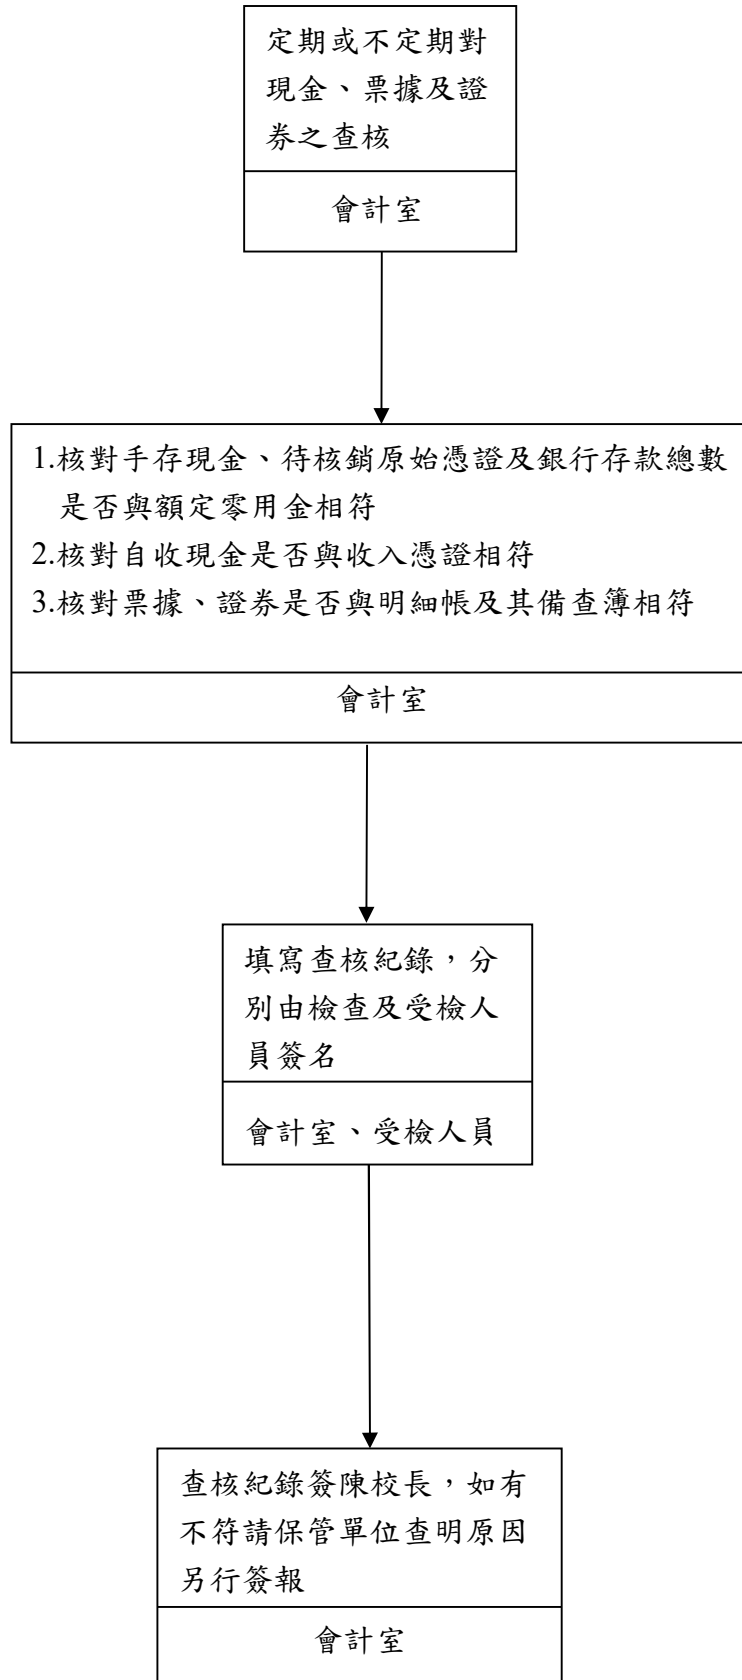 定期或不定期對
現金、票據及證
券之查核
會計室
1.核對手存現金、待核銷原始憑證及銀行存款總數
是否與額定零用金相符
2.核對自收現金是否與收入憑證相符
3.核對票據、證券是否與明細帳及其備查簿相符
會計室
填寫查核紀錄，分
別由檢查及受檢人
員簽名
會計室、受檢人員
查核紀錄簽陳校長，如有
不符請保管單位查明原因
另行簽報
會計室